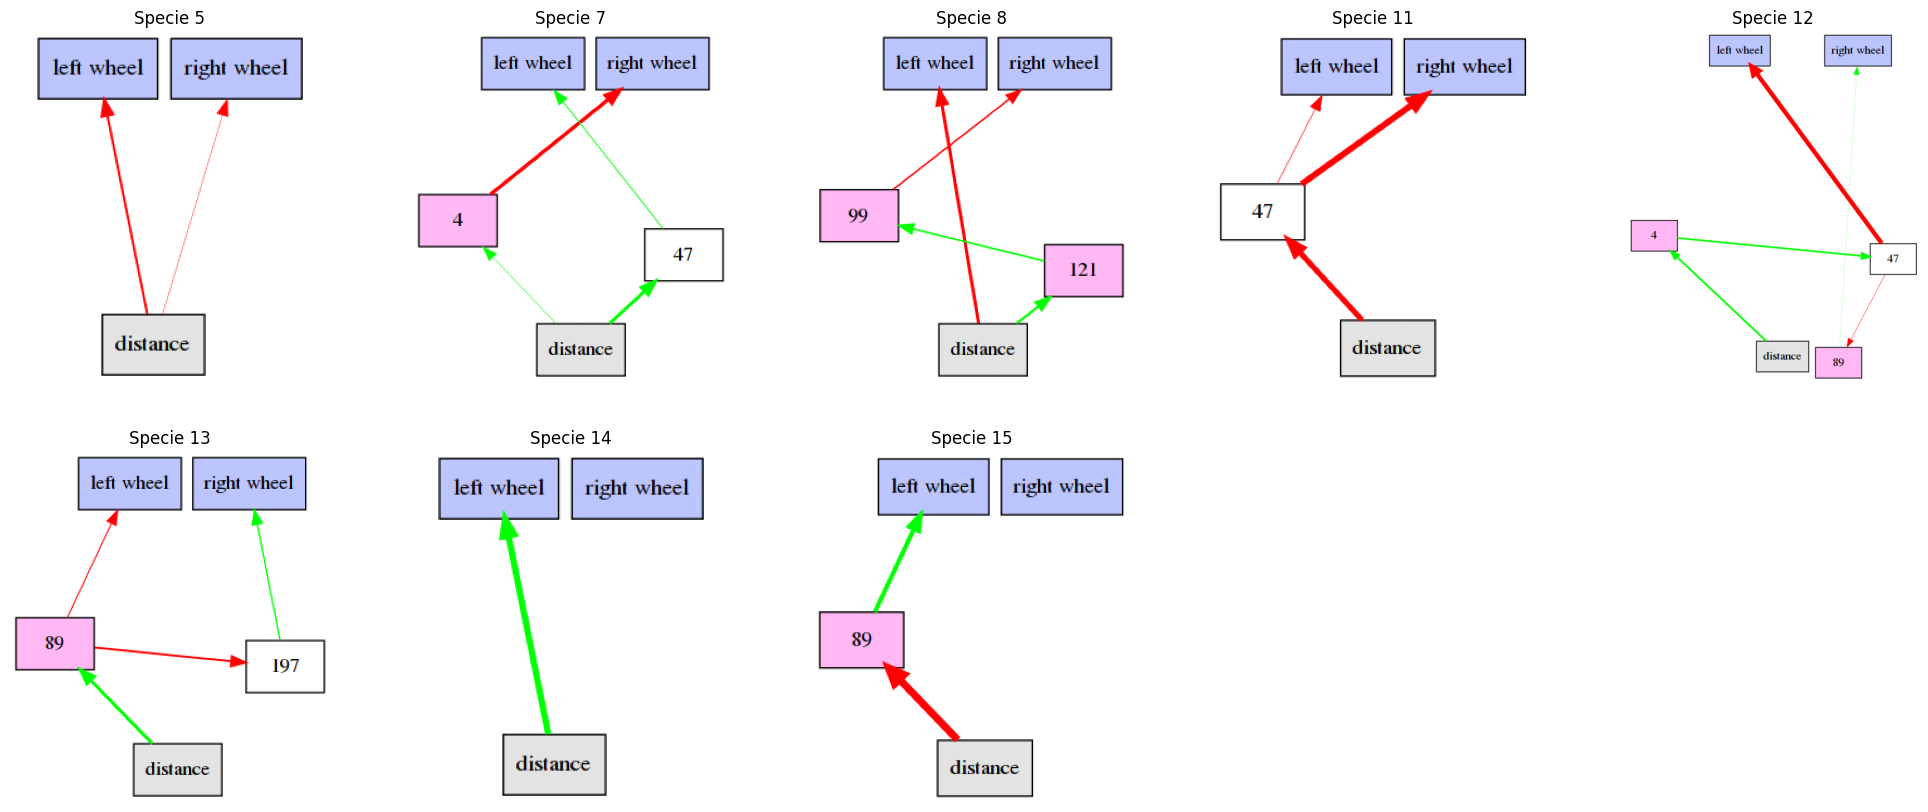 Specie 5
left wheel right wheel
distance
Specie 7
left wheel right wheel
4
47
distance
Specie 8
left wheel right wheel
99
121
distance
Specie 11
left wheel right wheel
47
distance
Specie 12
left wheel right wheel
4
47
distance
89
Specie 13
left wheel right wheel
89
197
distance
Specie 14
left wheel right wheel
distance
Specie 15
left wheel right wheel
89
distance